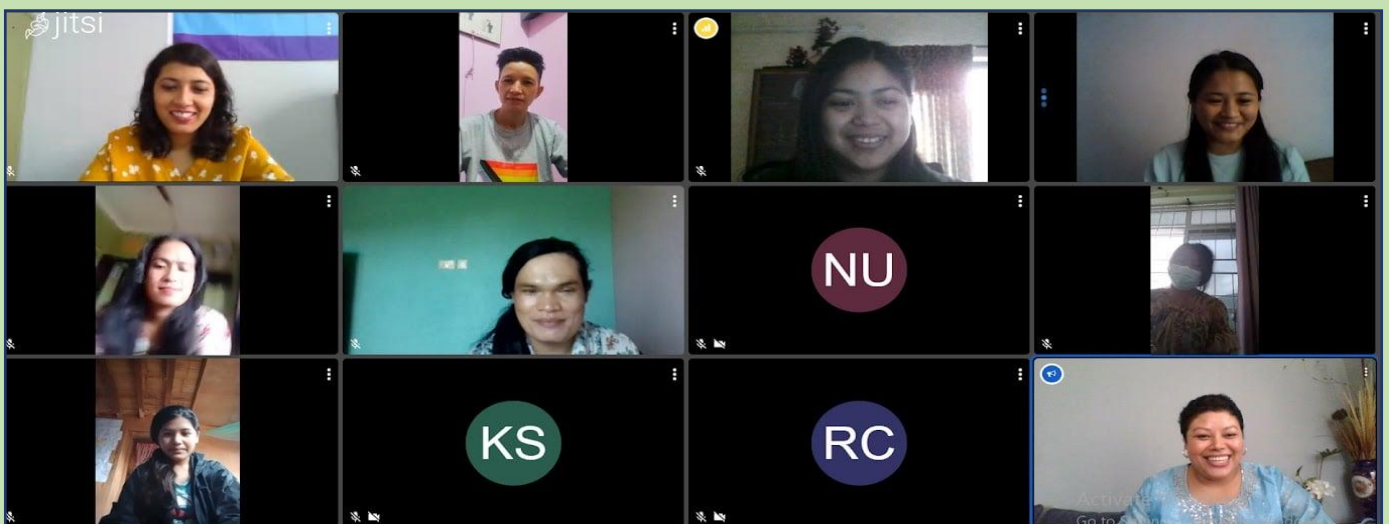 jitsi
NU
KS
RC
Activate
Go to S